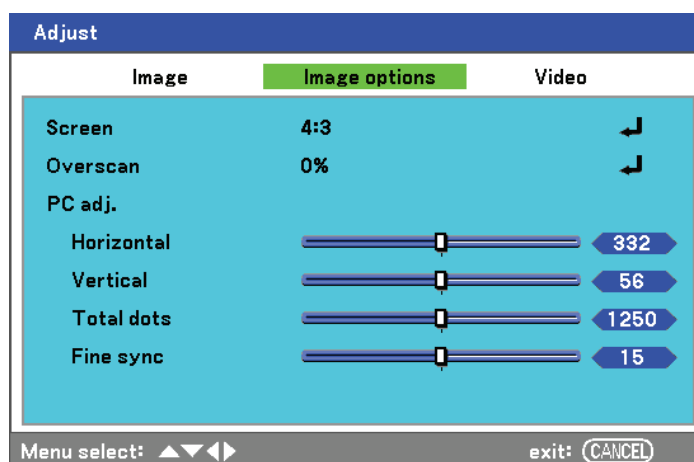 Adjust
Image Image options Video
Screen 4:3
Overscan 0%
PC adj.
Horizontal 332
Vertical 56
Total dots 1250
Fine sync 15
Menu select: ▲▼◀▶ exit: CANCEL